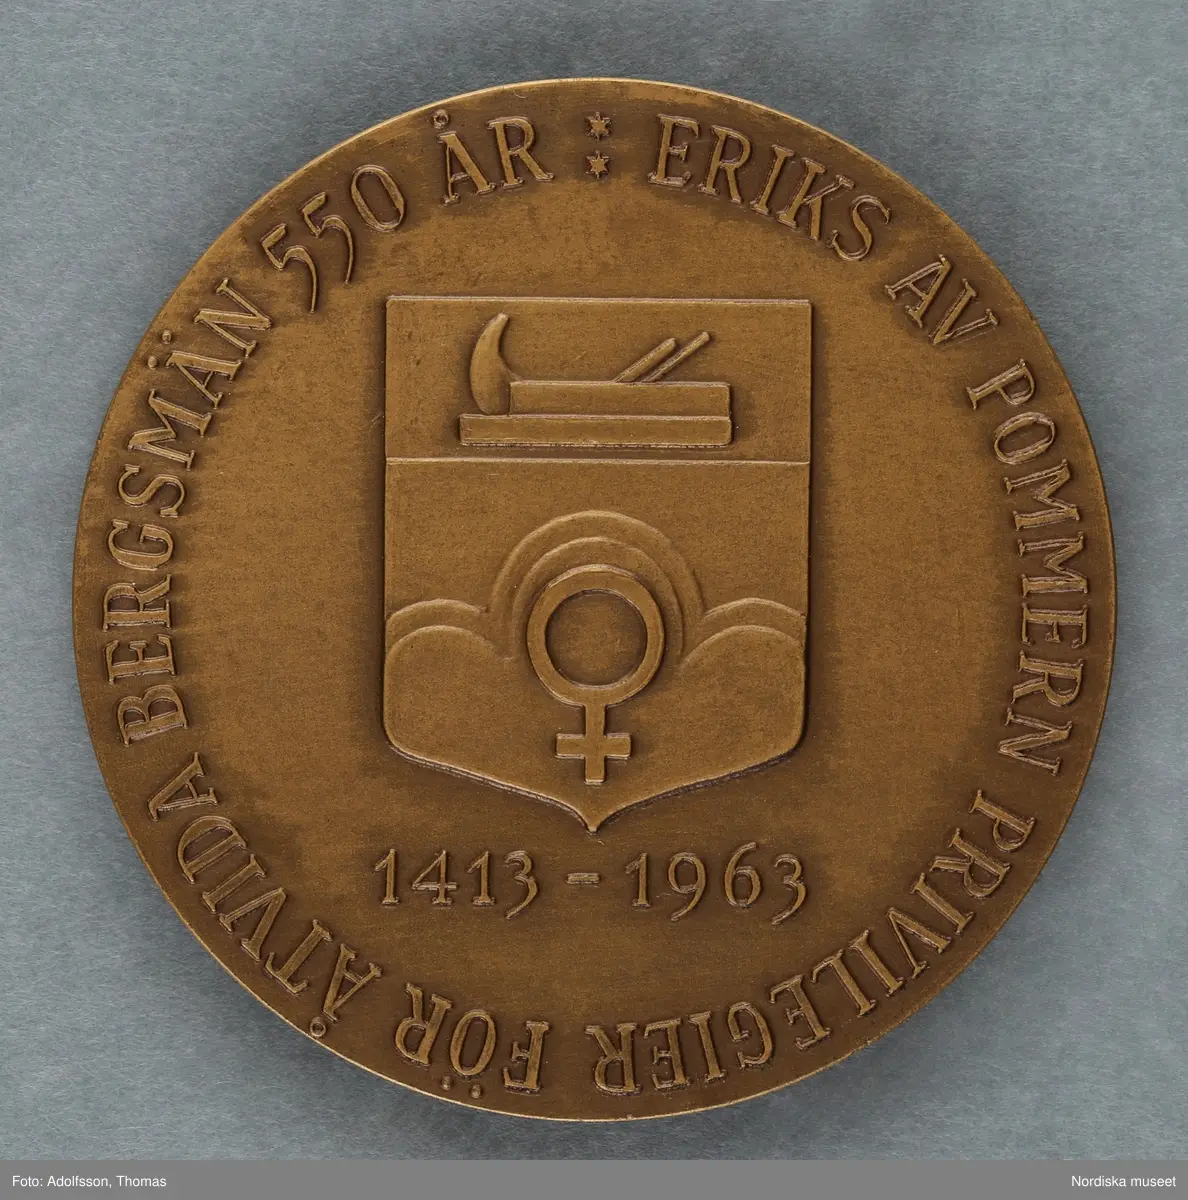 ERIKS AV POMMERN PRIVILEGIER FÖR ÅTVIDA BERGSMÄN 550 ÅR
1413 - 1963
Foto: Adolfsson, Thomas
Nordiska museet